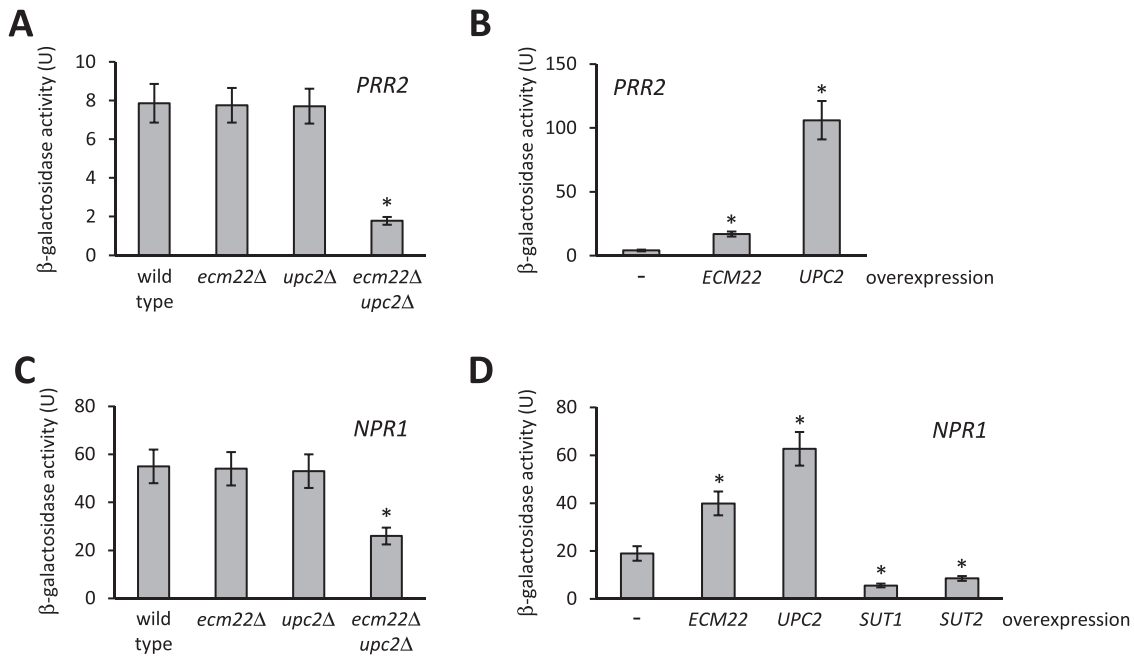 A
β-galactosidase activity (U)
10
8
6
4
2
0
PRR2
*
wild type
ecm22Δ
upc2Δ
ecm22Δ upc2Δ
B
β-galactosidase activity (U)
150
100
50
0
PRR2
*
*
-
ECM22
UPC2
overexpression
C
β-galactosidase activity (U)
80
60
40
20
0
NPR1
*
wild type
ecm22Δ
upc2Δ
ecm22Δ upc2Δ
D
β-galactosidase activity (U)
80
60
40
20
0
NPR1
*
*
*
*
-
ECM22
UPC2
SUT1
SUT2
overexpression